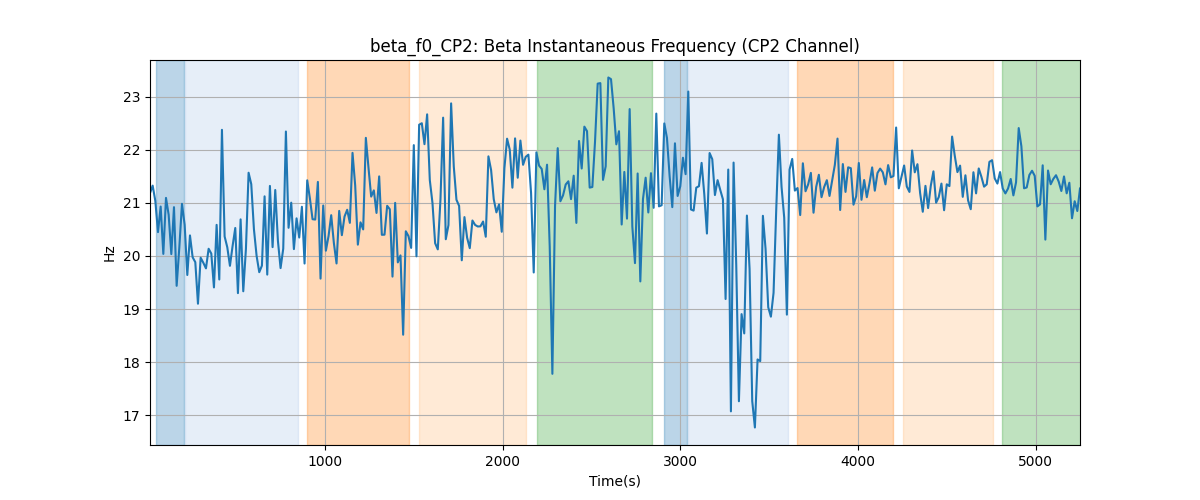 beta_f0_CP2: Beta Instantaneous Frequency (CP2 Channel)
23
22
21
20
19
18
17
Hz
1000 2000 3000 4000 5000
Time(s)